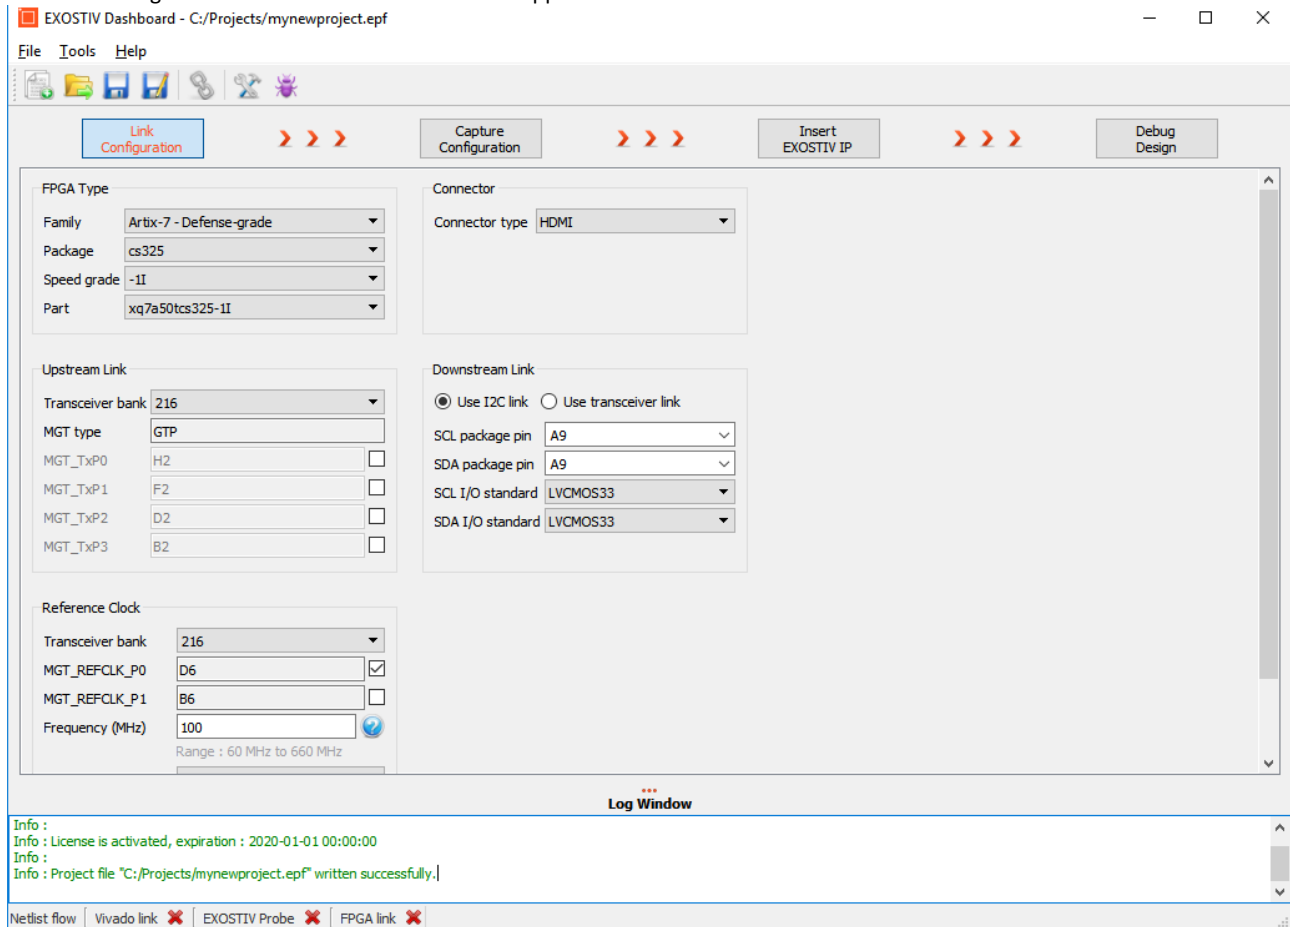 EXOSTIV Dashboard - C:/Projects/mynewproject.epf
File Tools Help
Link Configuration
Capture Configuration
Insert EXOSTIV IP
Debug Design
FPGA Type
Family Artix-7 - Defense-grade
Package cs325
Speed grade -1I
Part xq7a50tcs325-1I
Connector
Connector type HDMI
Upstream Link
Transceiver bank 216
MGT type GTP
MGT_TxP0 H2
MGT_TxP1 F2
MGT_TxP2 D2
MGT_TxP3 B2
Downstream Link
Use I2C link Use transceiver link
SCL package pin A9
SDA package pin A9
SCL I/O standard LVCMOS33
SDA I/O standard LVCMOS33
Reference Clock
Transceiver bank 216
MGT_REFCLK_P0 D6
MGT_REFCLK_P1 B6
Frequency (MHz) 100
Range : 60 MHz to 660 MHz
Log Window
Info :
Info : License is activated, expiration : 2020-01-01 00:00:00
Info :
Info : Project file "C:/Projects/mynewproject.epf" written successfully.
Netlist flow Vivado link EXOSTIV Probe FPGA link